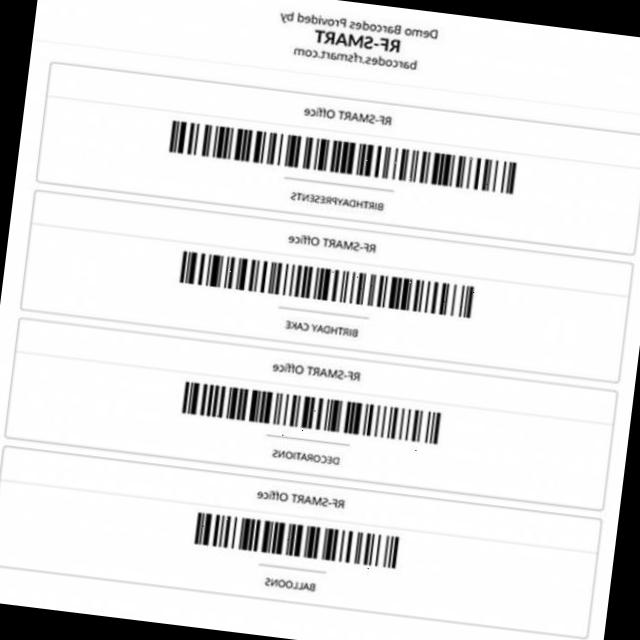 Demo Barcodes Provided by
RF-SMART
barcodes.rfsmart.com
RF-SMART Office
BIRTHDAYPRESENTS
RF-SMART Office
BIRTHDAY CAKE
RF-SMART Office
DECORATIONS
RF-SMART Office
BALLOONS